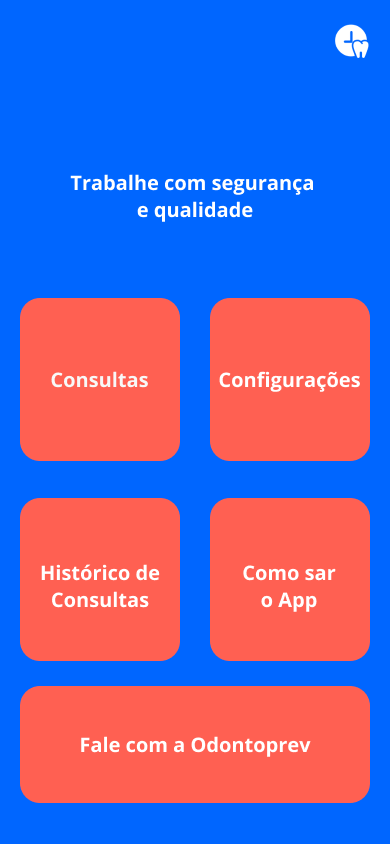 Trabalhe com segurança
e qualidade
Consultas
Configurações
Histórico de
Consultas
Como sar
o App
Fale com a Odontoprev